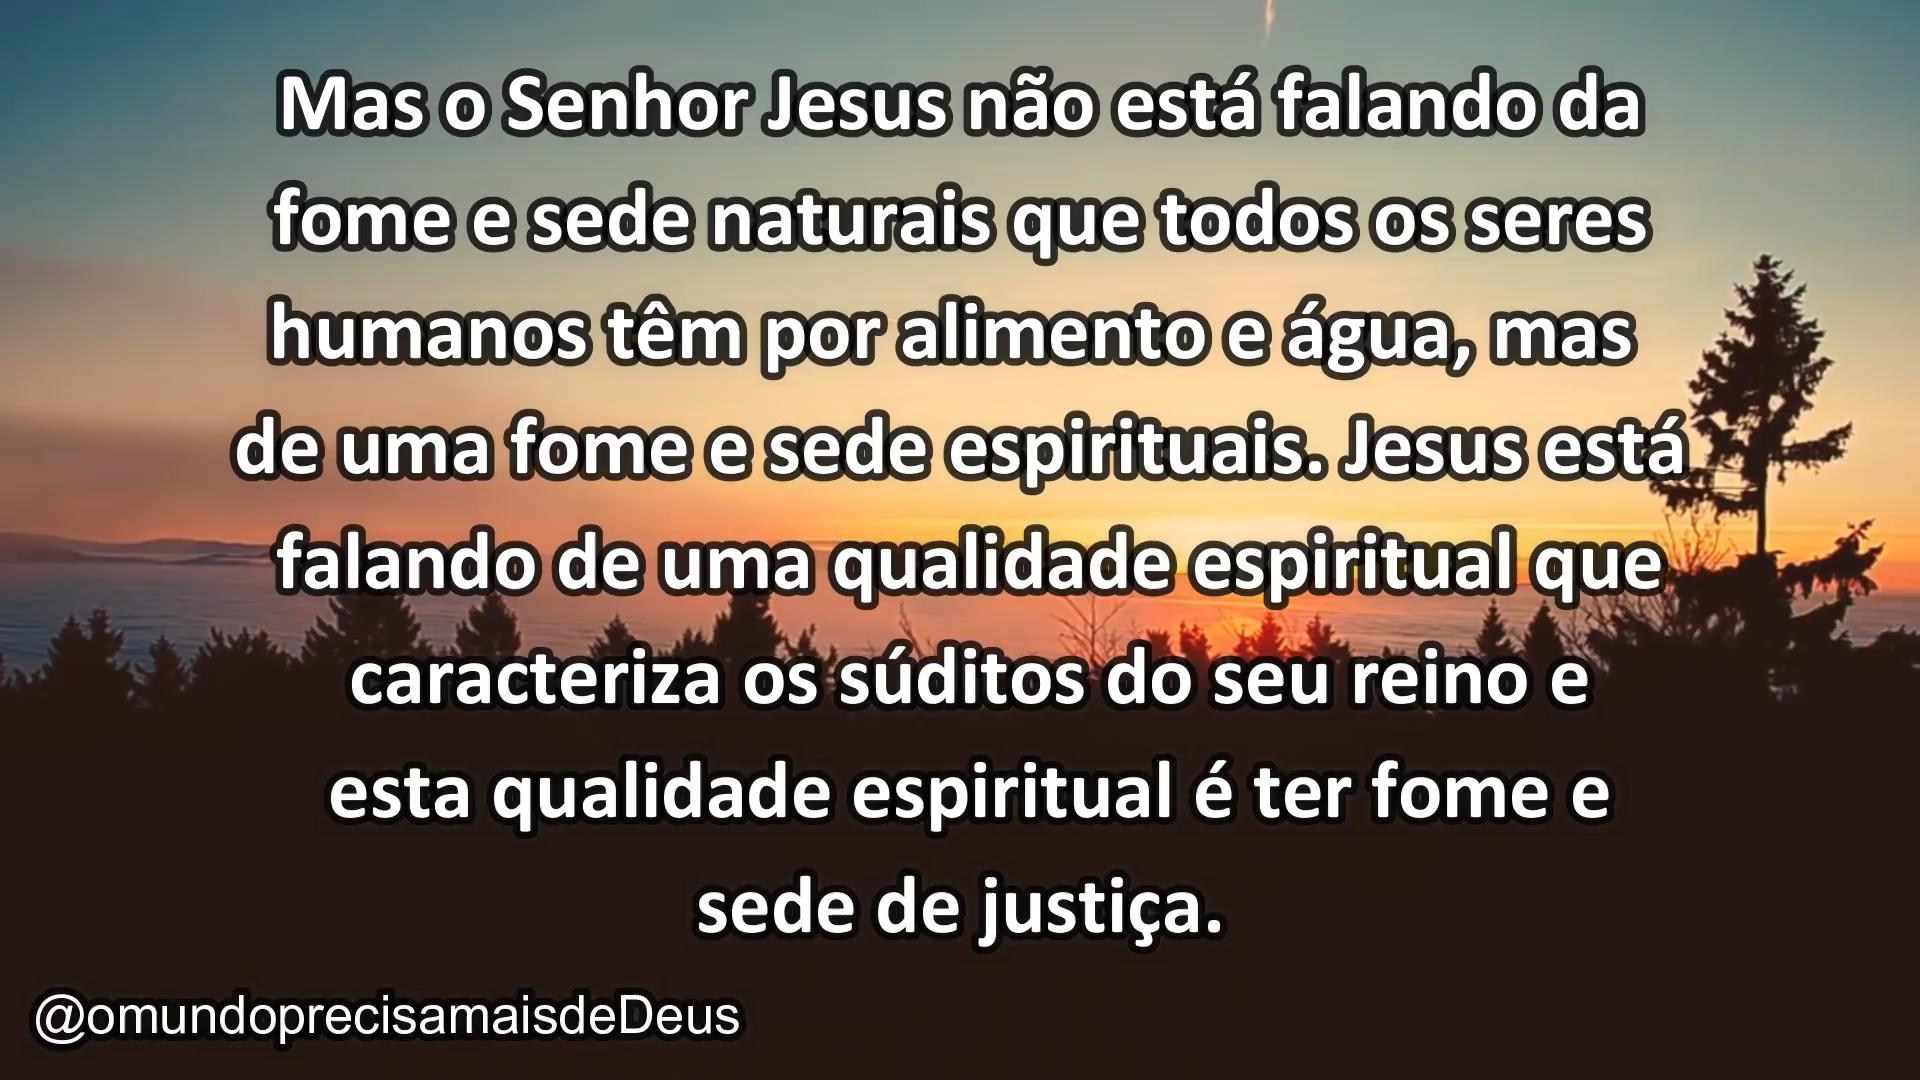 Mas o Senhor Jesus não está falando da
fome e sede naturais que todos os seres
humanos têm por alimento e água, mas
de uma fome e sede espirituais. Jesus está
falando de uma qualidade espiritual que
caracteriza os súditos do seu reino e
esta qualidade espiritual é ter fome e
sede de justiça.
@omundoprecisamaisdeDeus